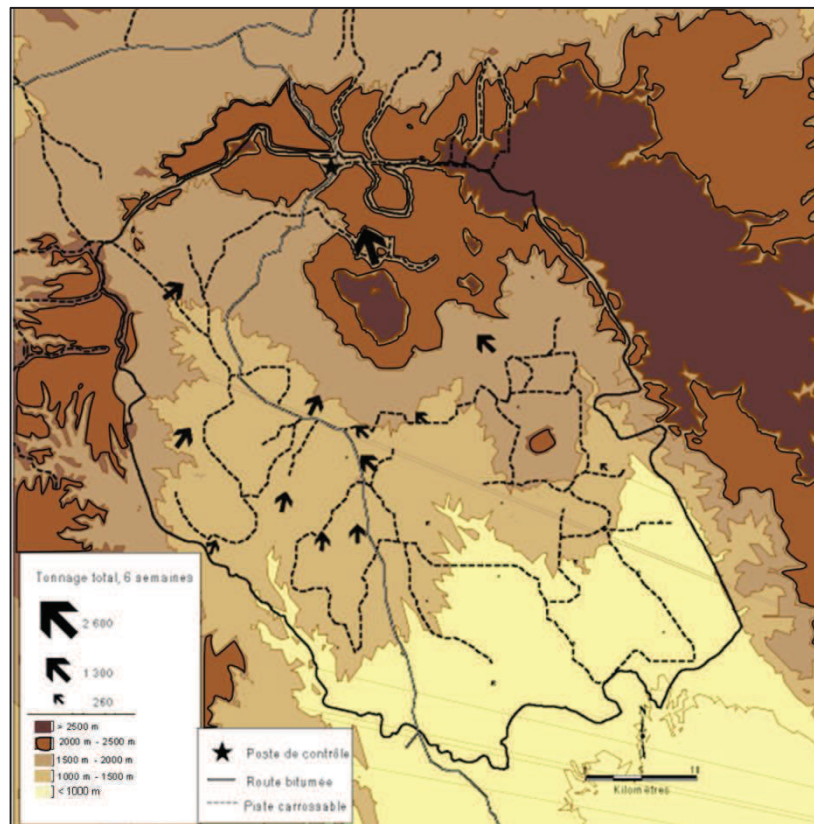 Tonnage total, 6 semaines
2 600
1 300
260
> 2500 m
2000 m - 2500 m
1500 m - 2000 m
1000 m - 1500 m
< 1000 m
Poste de contrôle
Route bitumée
Piste carrossable
N
Kilomètres